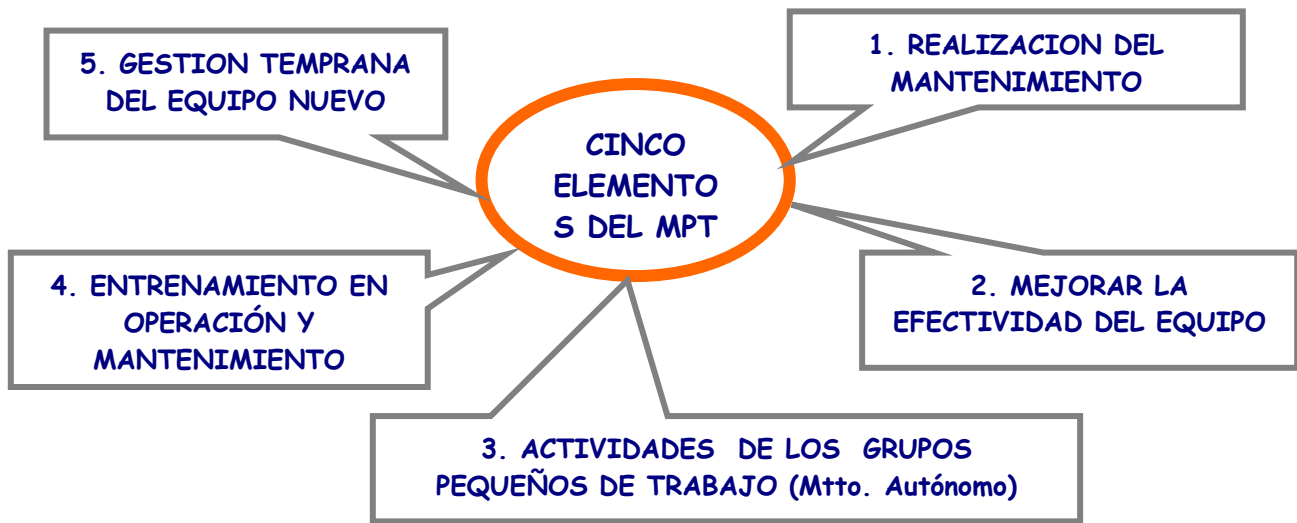 5. GESTION TEMPRANA
DEL EQUIPO NUEVO
1. REALIZACION DEL
MANTENIMIENTO
CINCO
ELEMENTO
S DEL MPT
4. ENTRENAMIENTO EN
OPERACIÓN Y
MANTENIMIENTO
2. MEJORAR LA
EFECTIVIDAD DEL EQUIPO
3. ACTIVIDADES DE LOS GRUPOS
PEQUEÑOS DE TRABAJO (Mtto. Autónomo)